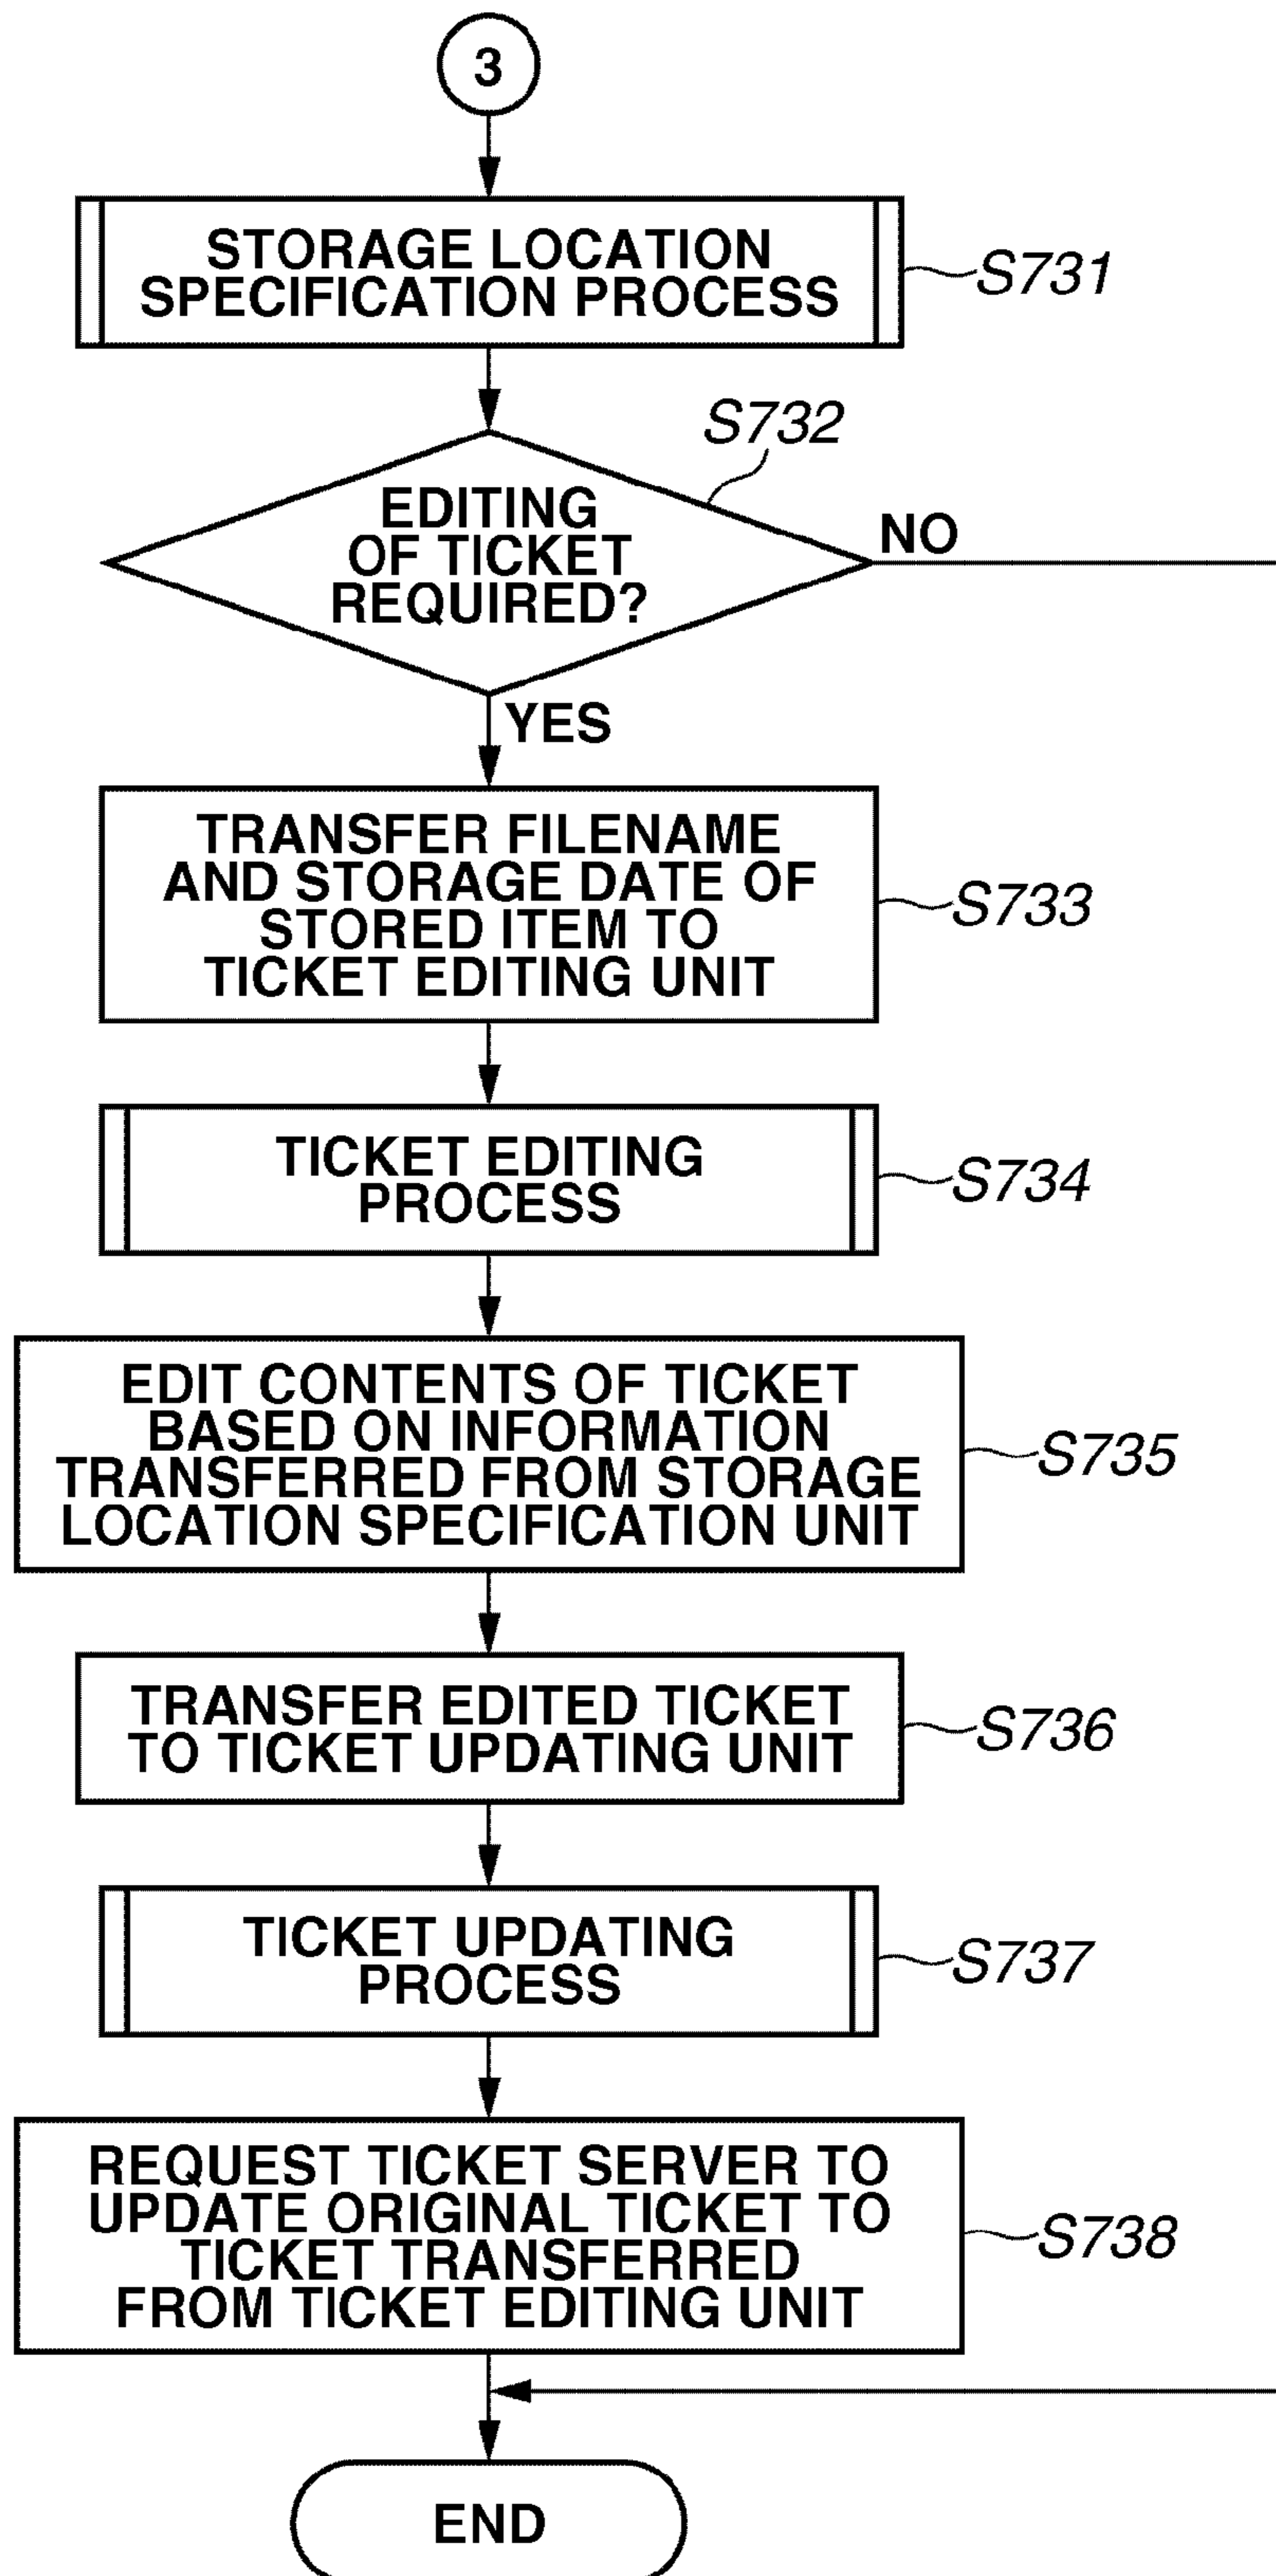 3
STORAGE LOCATION
SPECIFICATION PROCESS
S731
S732
EDITING
OF TICKET
REQUIRED?
NO
YES
TRANSFER FILENAME
AND STORAGE DATE OF
STORED ITEM TO
TICKET EDITING UNIT
S733
TICKET EDITING
PROCESS
S734
EDIT CONTENTS OF TICKET
BASED ON INFORMATION
TRANSFERRED FROM STORAGE
LOCATION SPECIFICATION UNIT
S735
TRANSFER EDITED TICKET
TO TICKET UPDATING UNIT
S736
TICKET UPDATING
PROCESS
S737
REQUEST TICKET SERVER TO
UPDATE ORIGINAL TICKET TO
TICKET TRANSFERRED
FROM TICKET EDITING UNIT
S738
END